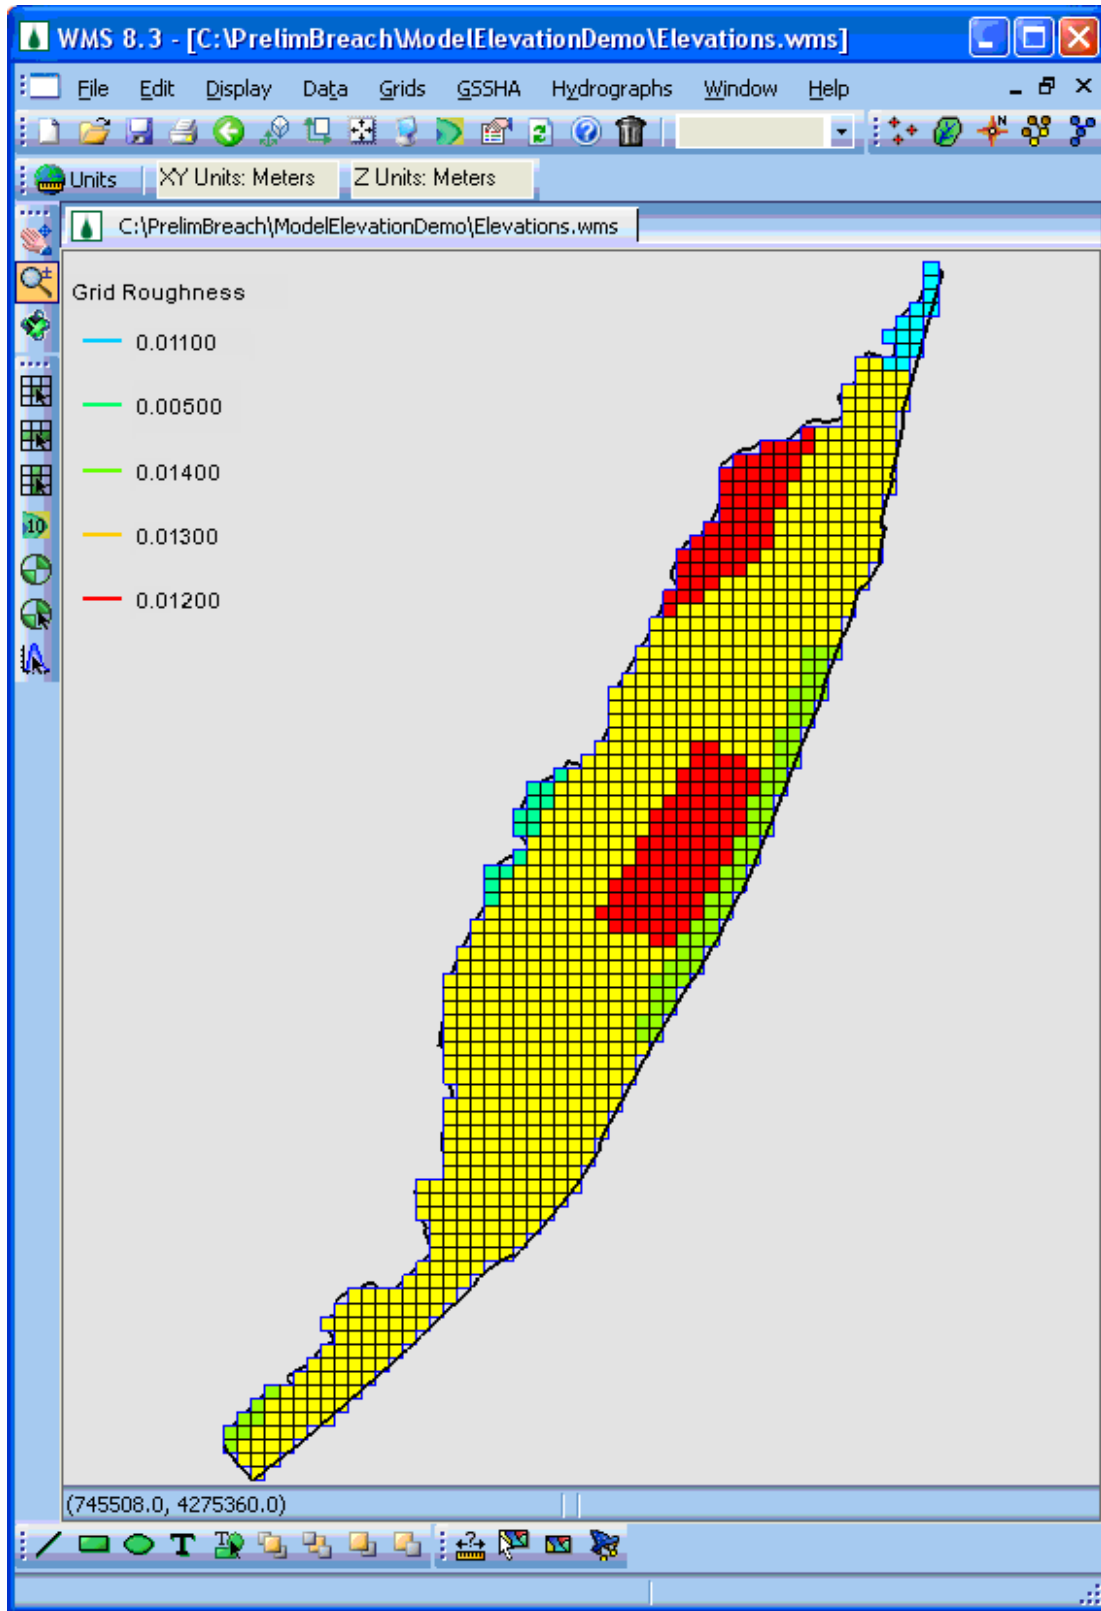 WMS 8.3 - [C:\PrelimBreach\ModelElevationDemo\Elevations.wms]
File Edit Display Data Grids GSSHA Hydrographs Window Help
Units XY Units: Meters Z Units: Meters
C:\PrelimBreach\ModelElevationDemo\Elevations.wms
Grid Roughness
0.01100
0.00500
0.01400
0.01300
0.01200
10
(745508.0, 4275360.0)
T